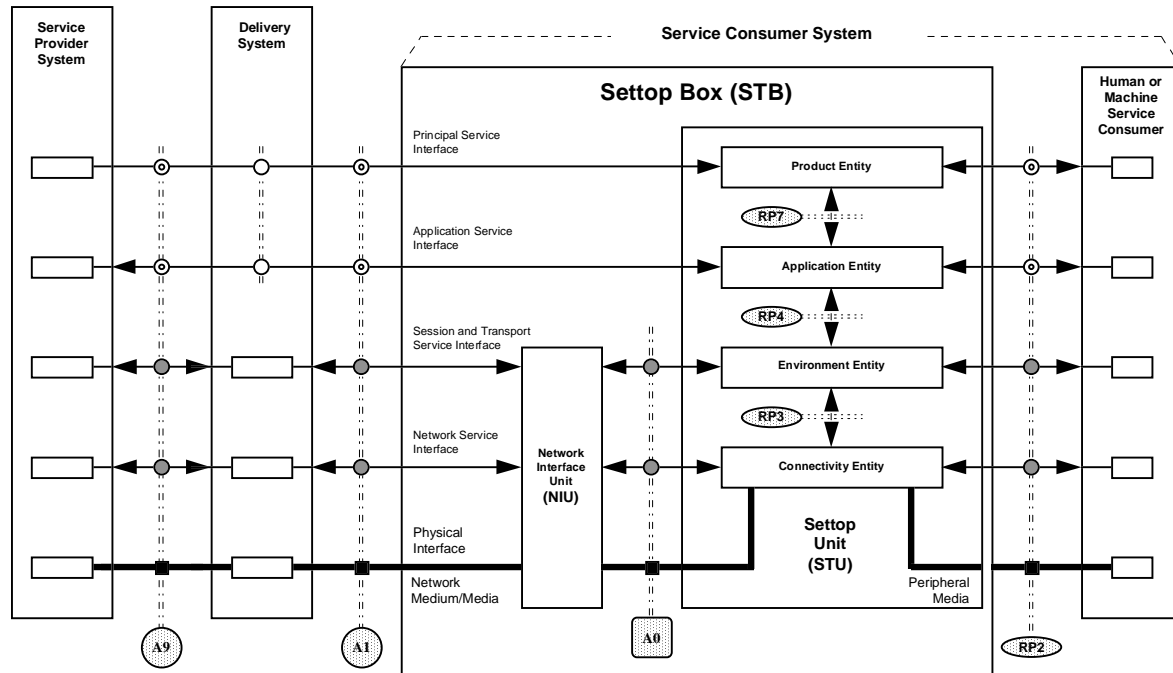 Service
Provider
System
Delivery
System
Service Consumer System
Settop Box (STB)
Human or
Machine
Service
Consumer
Principal Service
Interface
Product Entity
RP7
Application Service
Interface
Application Entity
RP4
Session and Transport
Service Interface
Environment Entity
RP3
Network Service
Interface
Network
Interface
Unit
(NIU)
Connectivity Entity
Physical
Interface
Settop
Unit
(STU)
Network
Medium/Media
Peripheral
Media
A9
A1
A0
RP2